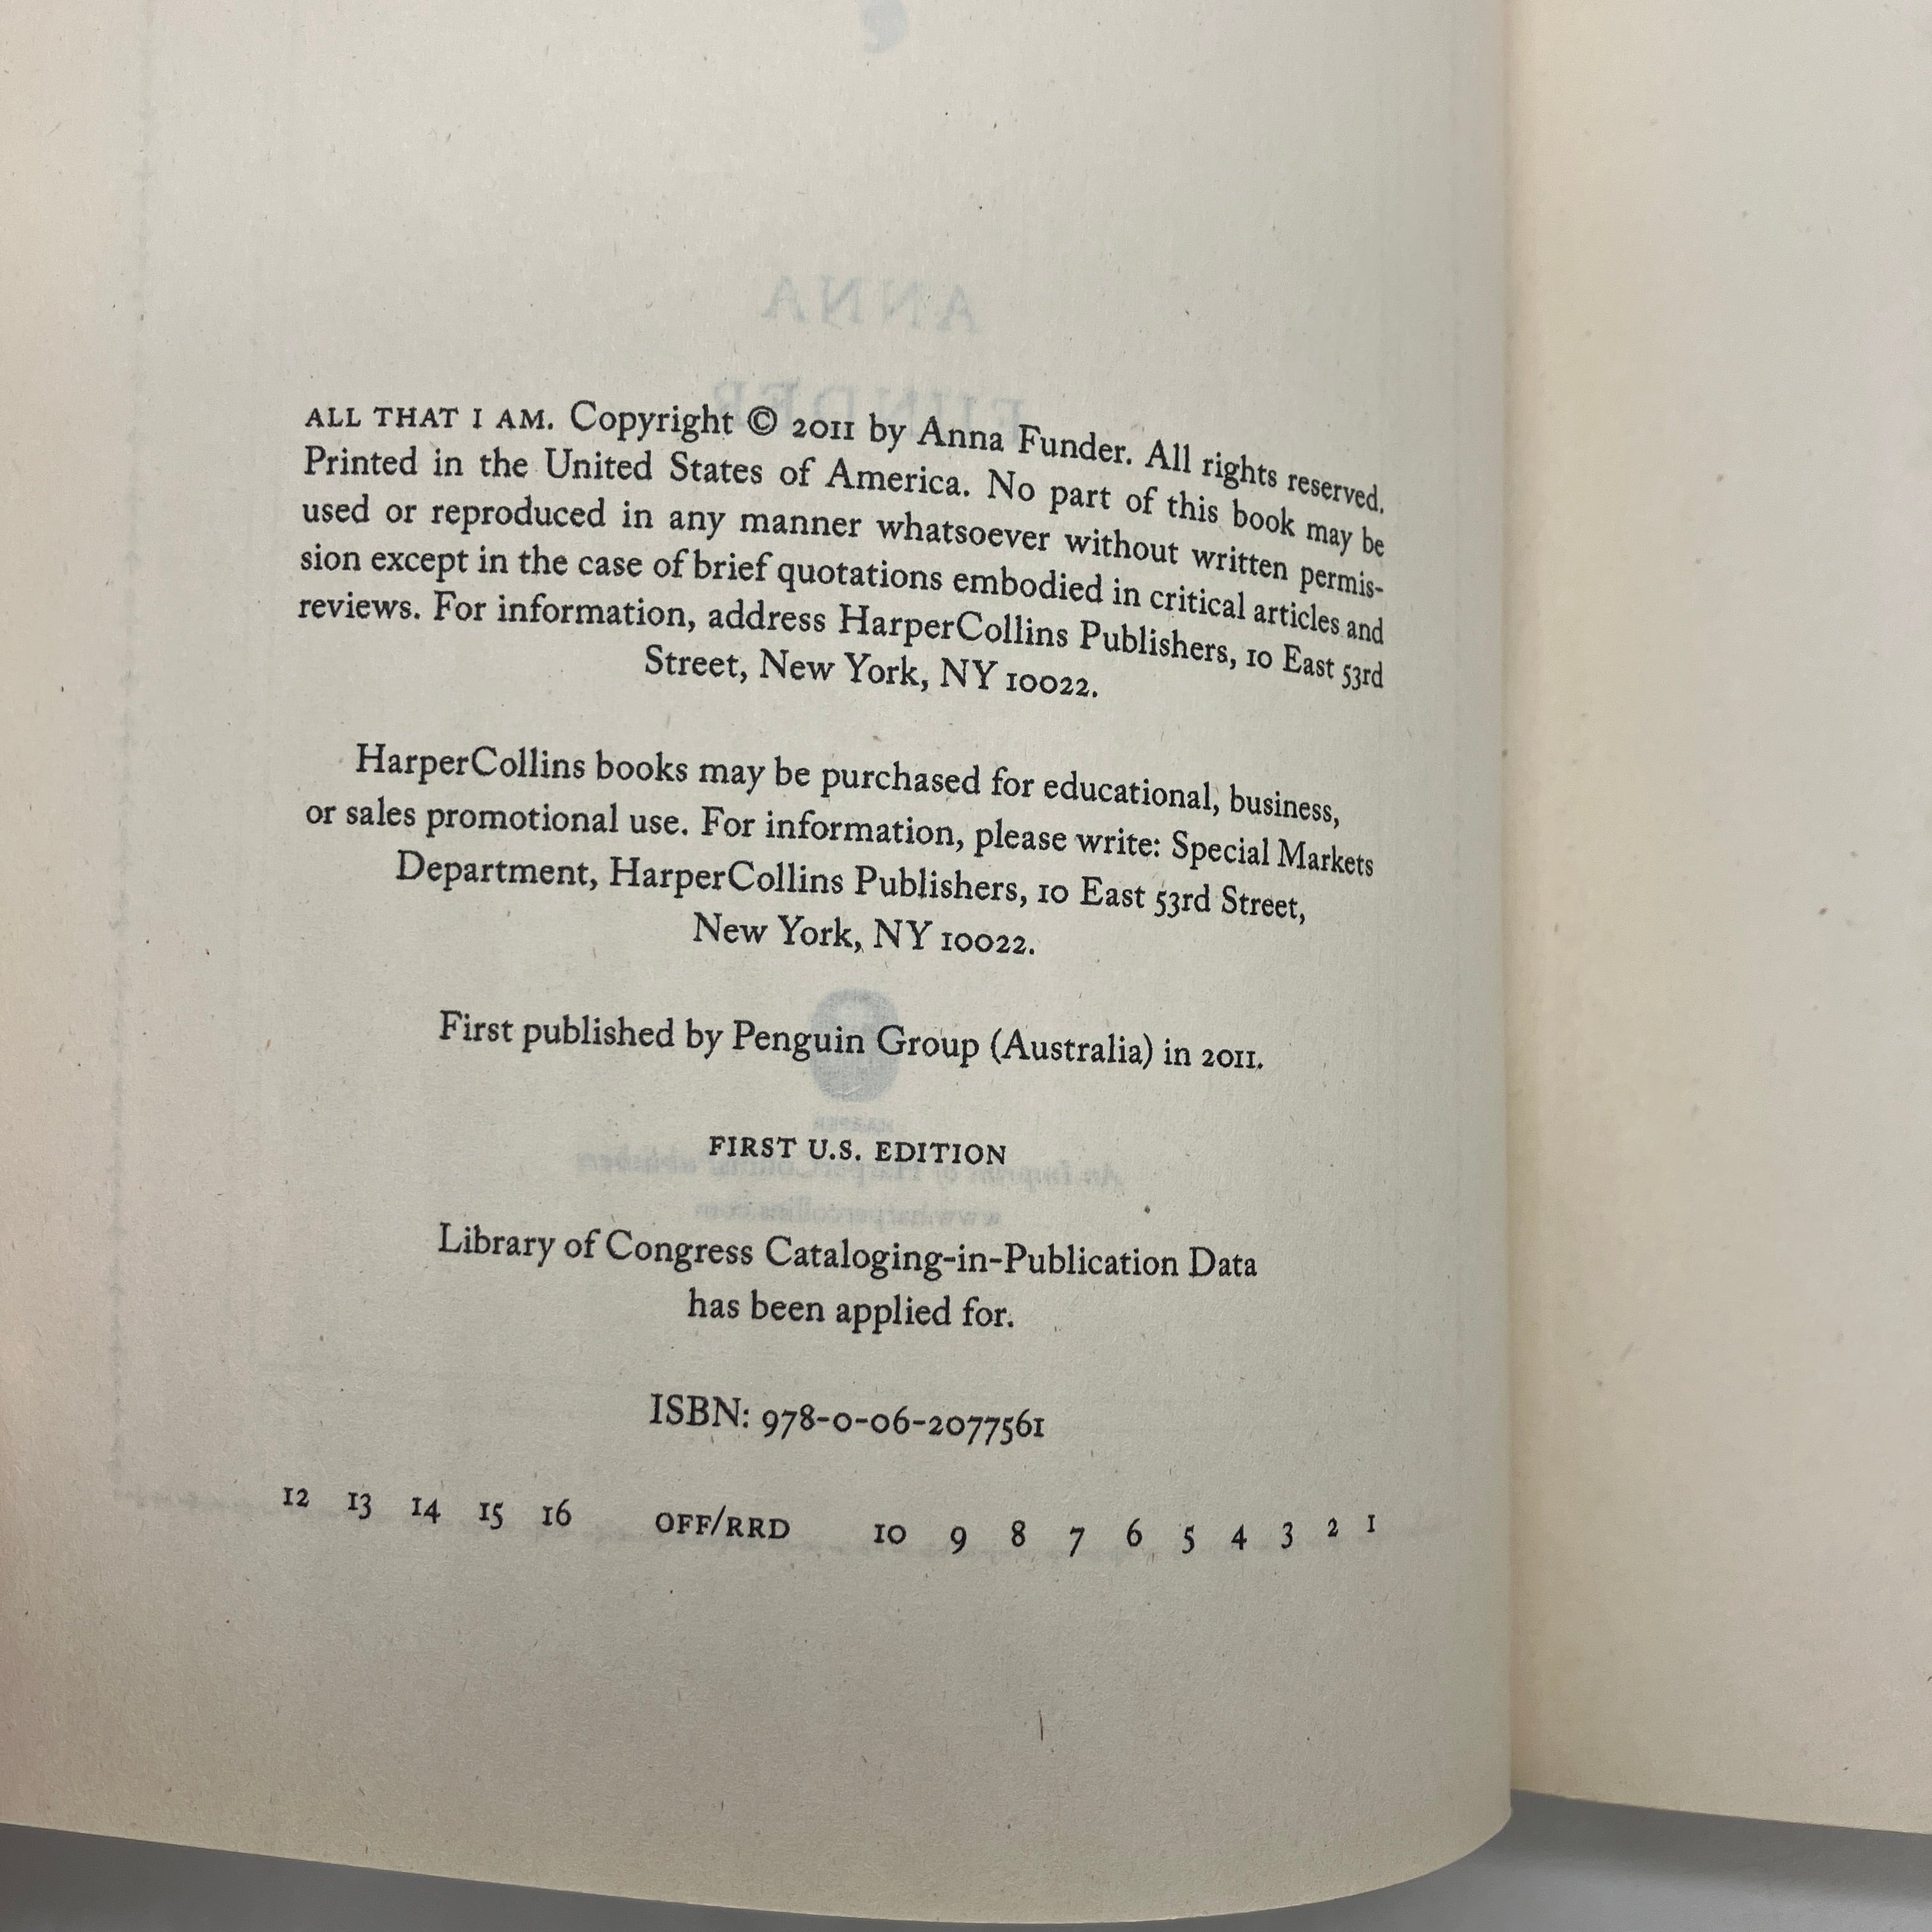 ALL THAT I AM. Copyright © 2011 by Anna Funder. All rights reserved.
Printed in the United States of America. No part of this book may be
used or reproduced in any manner whatsoever without written permis-
sion except in the case of brief quotations embodied in critical articles and
reviews. For information, address HarperCollins Publishers, 10 East 53rd
Street, New York, NY 10022.
HarperCollins books may be purchased for educational, business,
or sales promotional use. For information, please write: Special Markets
Department, HarperCollins Publishers, 10 East 53rd Street,
New York, NY 10022.
First published by Penguin Group (Australia) in 2011.
FIRST U.S. EDITION
Library of Congress Cataloging-in-Publication Data
has been applied for.
ISBN: 978-0-06-2077561
12 13 14 15 16 OFF/RRD 10 9 8 7 6 5 4 3 2 1